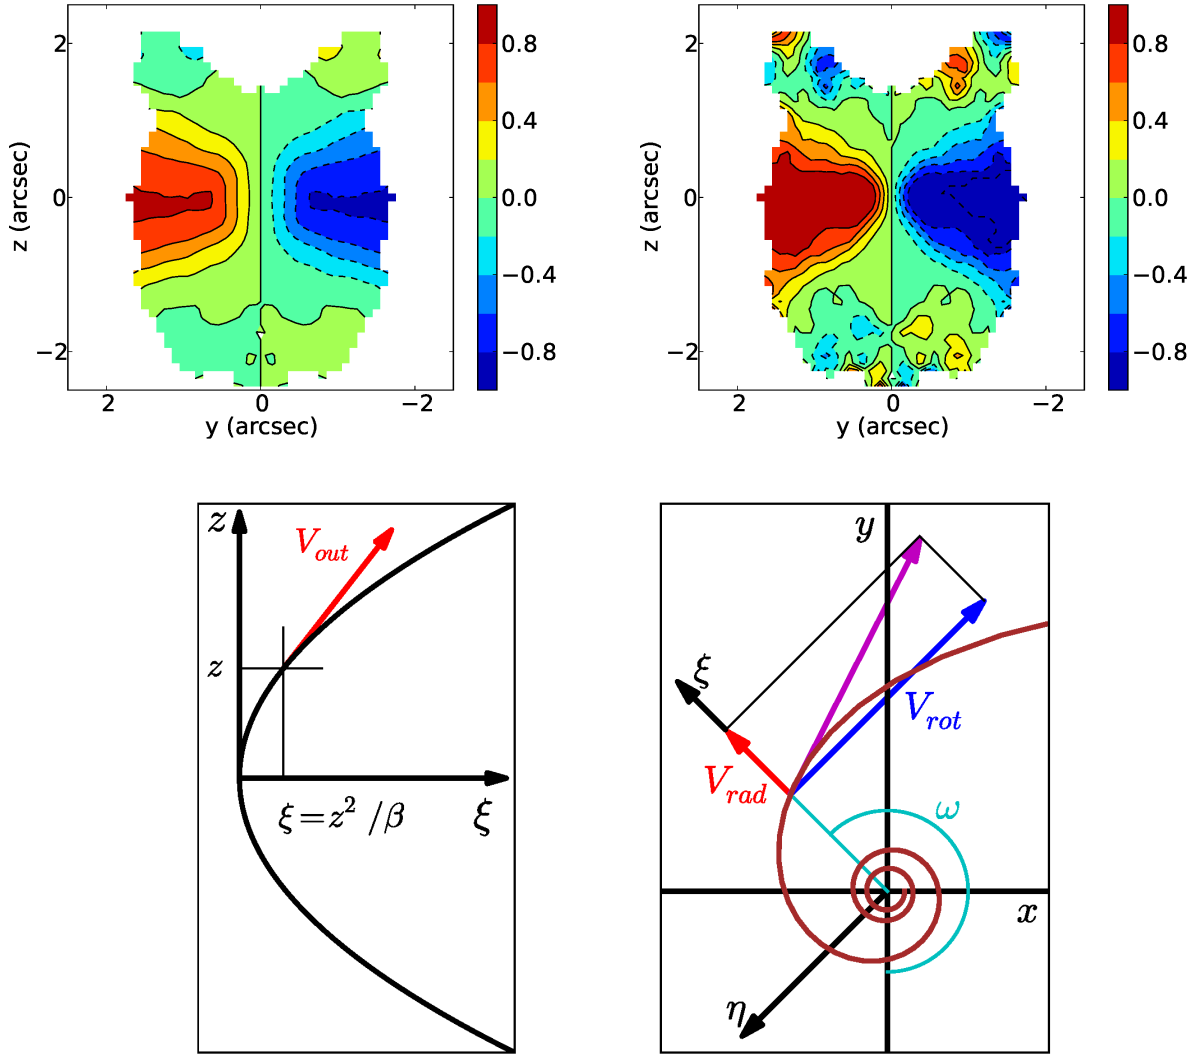 2
0
−2
z (arcsec)
2
0
−2
y (arcsec)
0.8
0.4
0.0
−0.4
−0.8
2
0
−2
z (arcsec)
2
0
−2
y (arcsec)
0.8
0.4
0.0
−0.4
−0.8
z
V_out
z
ξ=z² /β
ξ
y
ξ
V_rot
V_rad
ω
x
η